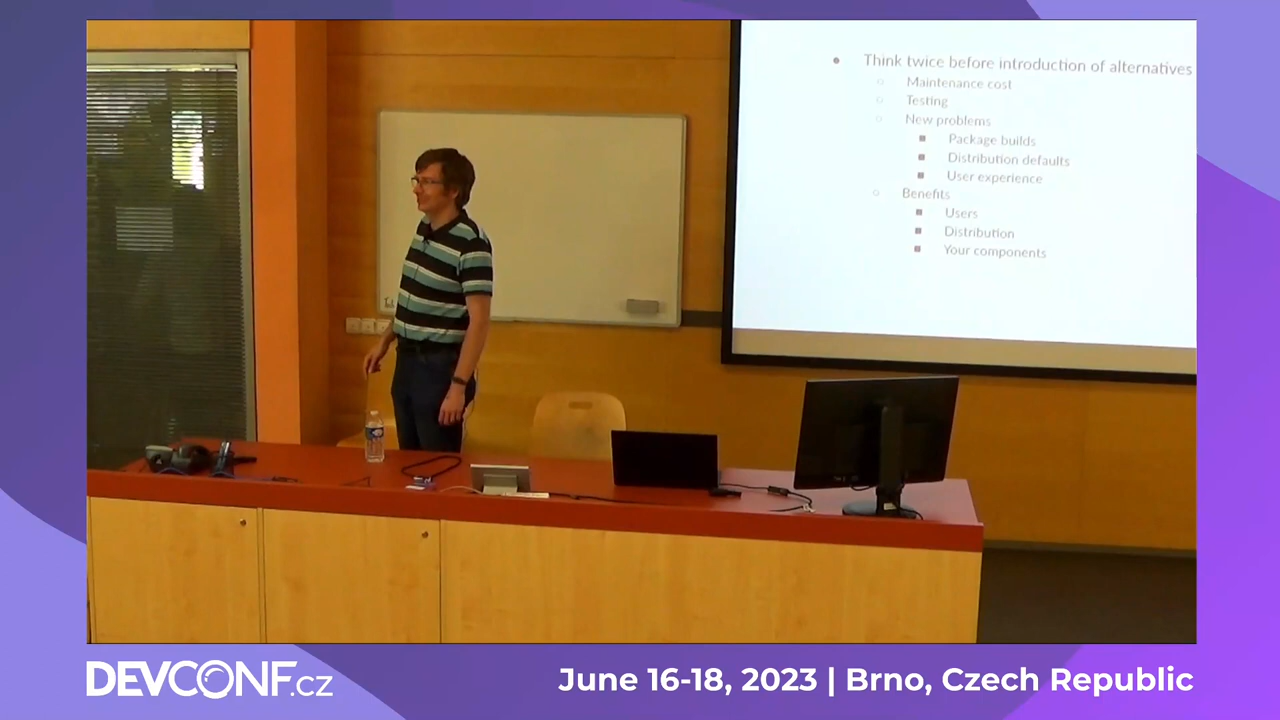 Think twice before introduction of alternatives
Maintenance cost
Testing
New problems
Package builds
Distribution defaults
User experience
Benefits
Users
Distribution
Your components
DEVCONF.CZ
June 16-18, 2023 | Brno, Czech Republic